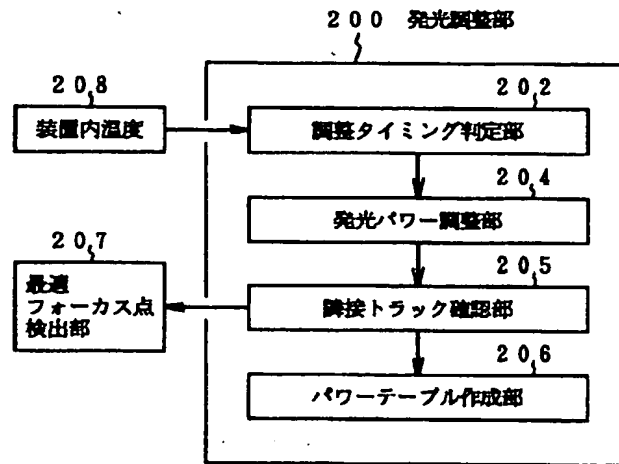 200 発光調整部
208
装置内温度
202
調整タイミング判定部
204
発光パワー調整部
207
最適
フォーカス点
検出部
205
隣接トラック確認部
206
パワーテーブル作成部